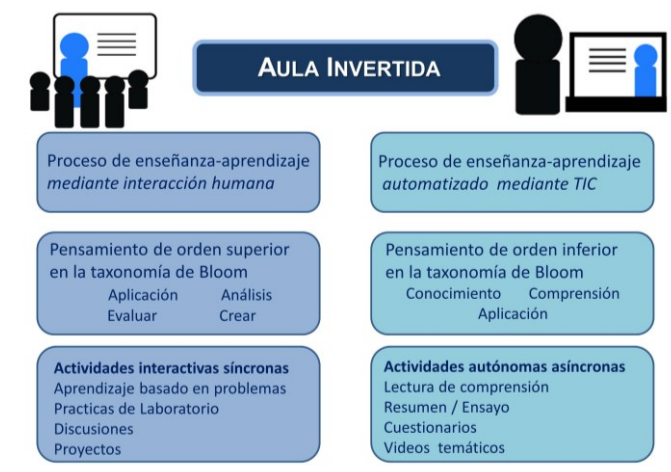 AULA INVERTIDA
Proceso de enseñanza-aprendizaje
mediante interacción humana
Pensamiento de orden superior
en la taxonomía de Bloom
Aplicación Análisis
Evaluar Crear
Actividades interactivas síncronas
Aprendizaje basado en problemas
Practicas de Laboratorio
Discusiones
Proyectos
Proceso de enseñanza-aprendizaje
automatizado mediante TIC
Pensamiento de orden inferior
en la taxonomía de Bloom
Conocimiento Comprensión
Aplicación
Actividades autónomas asíncronas
Lectura de comprensión
Resumen / Ensayo
Cuestionarios
Videos temáticos